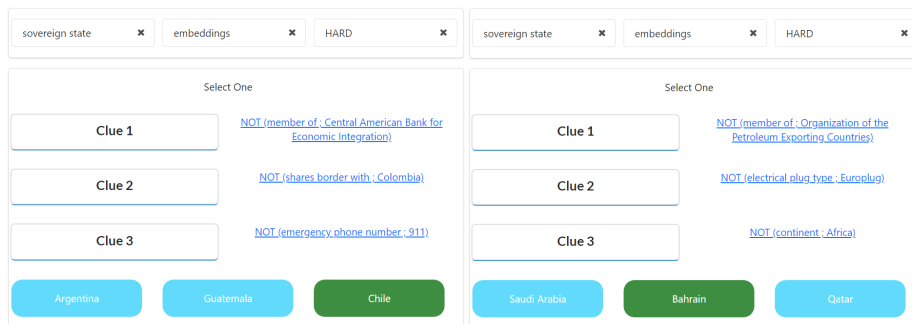 sovereign state ✖ embeddings ✖ HARD ✖
Select One
Clue 1
NOT (member of ; Central American Bank for
Economic Integration)
Clue 2
NOT (shares border with ; Colombia)
Clue 3
NOT (emergency phone number ; 911)
Argentina Guatemala Chile
sovereign state ✖ embeddings ✖ HARD ✖
Select One
Clue 1
NOT (member of ; Organization of the
Petroleum Exporting Countries)
Clue 2
NOT (electrical plug type ; Europlug)
Clue 3
NOT (continent ; Africa)
Saudi Arabia Bahrain Qatar